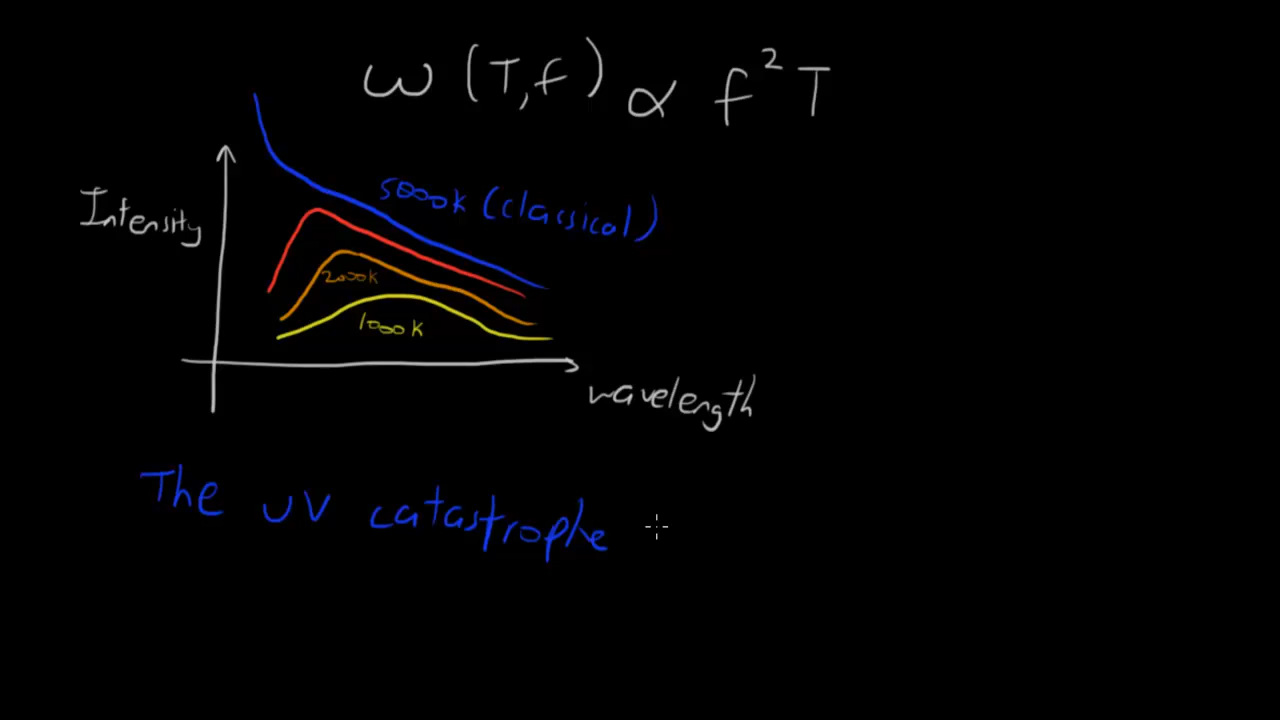 ω (T,f) ∝ f²T
5000k (classical)
Intensity
2000k
1000k
wavelength
The UV catastrophe